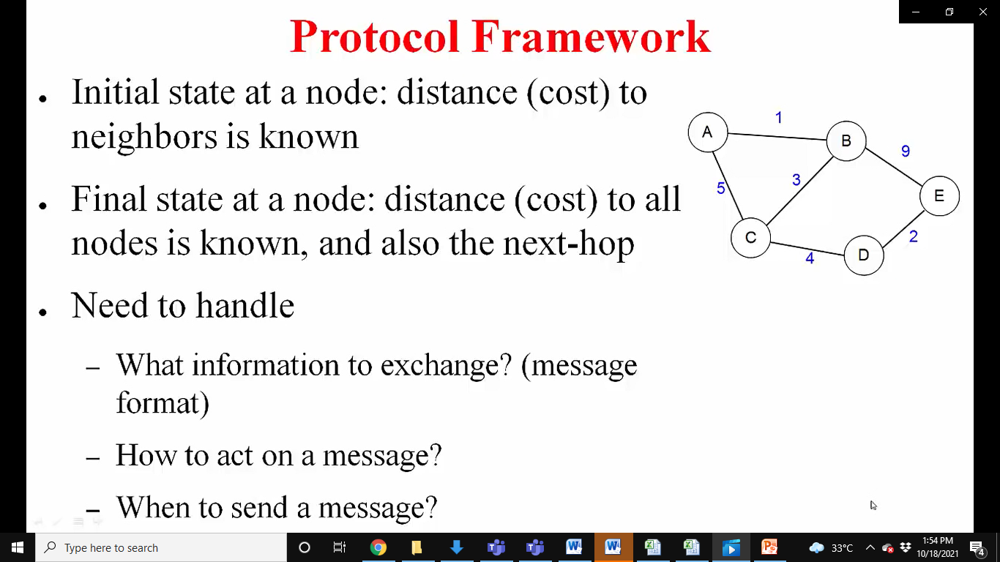 Protocol Framework
• Initial state at a node: distance (cost) to
neighbors is known
• Final state at a node: distance (cost) to all
nodes is known, and also the next-hop
• Need to handle
– What information to exchange? (message
format)
– How to act on a message?
– When to send a message?
A
1
B
9
5
3
E
C
4
D
2
Type here to search
33°C
1:54 PM
10/18/2021
4